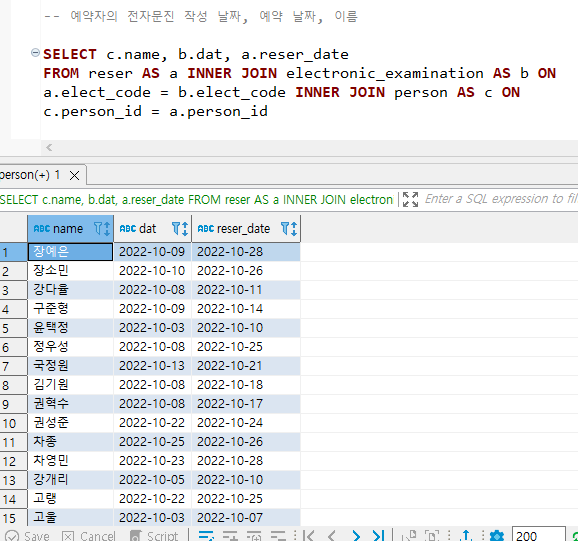 -- 예약자의 전자문진 작성 날짜, 예약 날짜, 이름
SELECT c.name, b.dat, a.reser_date
FROM reser AS a INNER JOIN electronic_examination AS b ON
a.elect_code = b.elect_code INNER JOIN person AS c ON
c.person_id = a.person_id
person(+) 1
SELECT c.name, b.dat, a.reser_date FROM reser AS a INNER JOIN electron Enter a SQL expression to fil
ABC name ABC dat ABC reser_date
1 장예은 2022-10-09 2022-10-28
2 장소민 2022-10-10 2022-10-26
3 강다율 2022-10-08 2022-10-11
4 구준형 2022-10-09 2022-10-14
5 윤택정 2022-10-03 2022-10-10
6 정우성 2022-10-08 2022-10-25
7 국정원 2022-10-13 2022-10-21
8 김기원 2022-10-08 2022-10-18
9 권혁수 2022-10-08 2022-10-17
10 권성준 2022-10-22 2022-10-24
11 차종 2022-10-25 2022-10-26
12 차영민 2022-10-23 2022-10-28
13 강개리 2022-10-05 2022-10-10
14 고랭 2022-10-22 2022-10-25
15 고울 2022-10-03 2022-10-07
Save Cancel Script 200